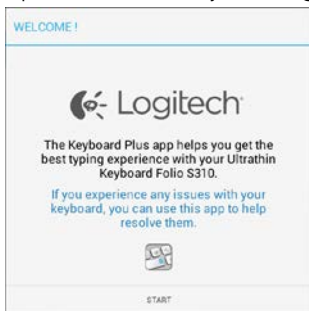 WELCOME !
Logitech
The Keyboard Plus app helps you get the
best typing experience with your Ultrathin
Keyboard Folio S310.
If you experience any issues with your
keyboard, you can use this app to help
resolve them.
START